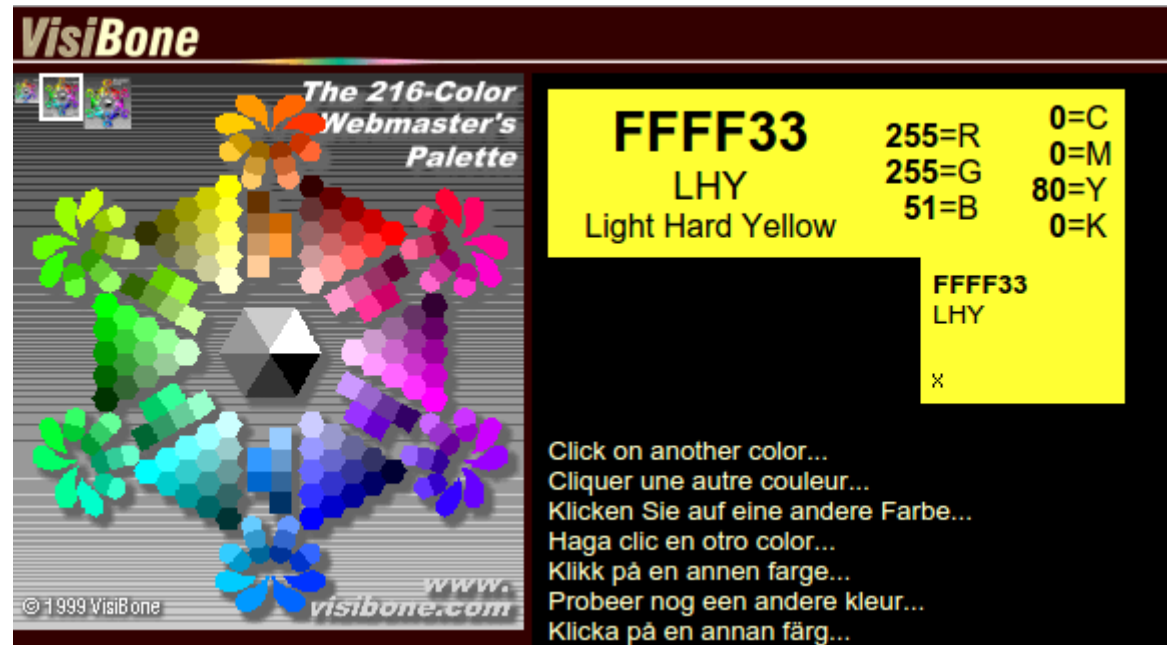 VisiBone
The 216-Color
Webmaster's
Palette
© 1999 VisiBone
www.
visibone.com
FFFF33
LHY
Light Hard Yellow
255=R
255=G
51=B
0=C
0=M
80=Y
0=K
FFFF33
LHY
x
Click on another color...
Cliquer une autre couleur...
Klicken Sie auf eine andere Farbe...
Haga clic en otro color...
Klikk på en annen farge...
Probeer nog een andere kleur...
Klicka på en annan färg...